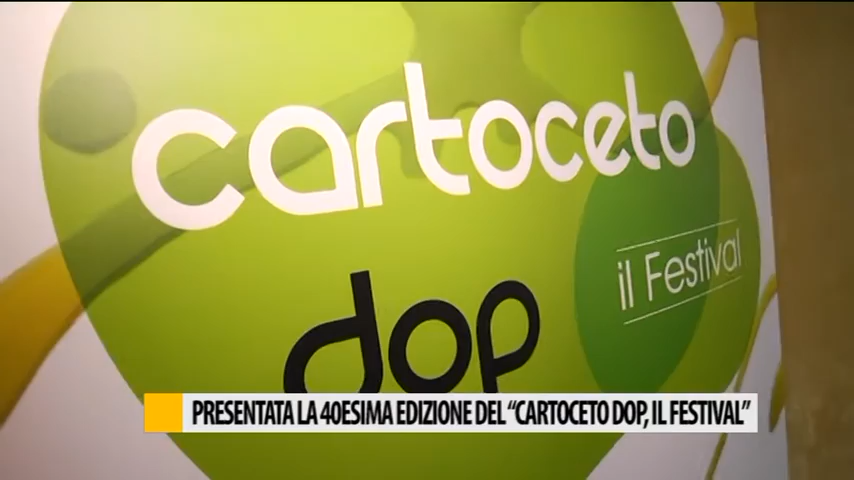 cartoceto
il Festival
dop
PRESENTATA LA 40ESIMA EDIZIONE DEL “CARTOCETO DOP, IL FESTIVAL”